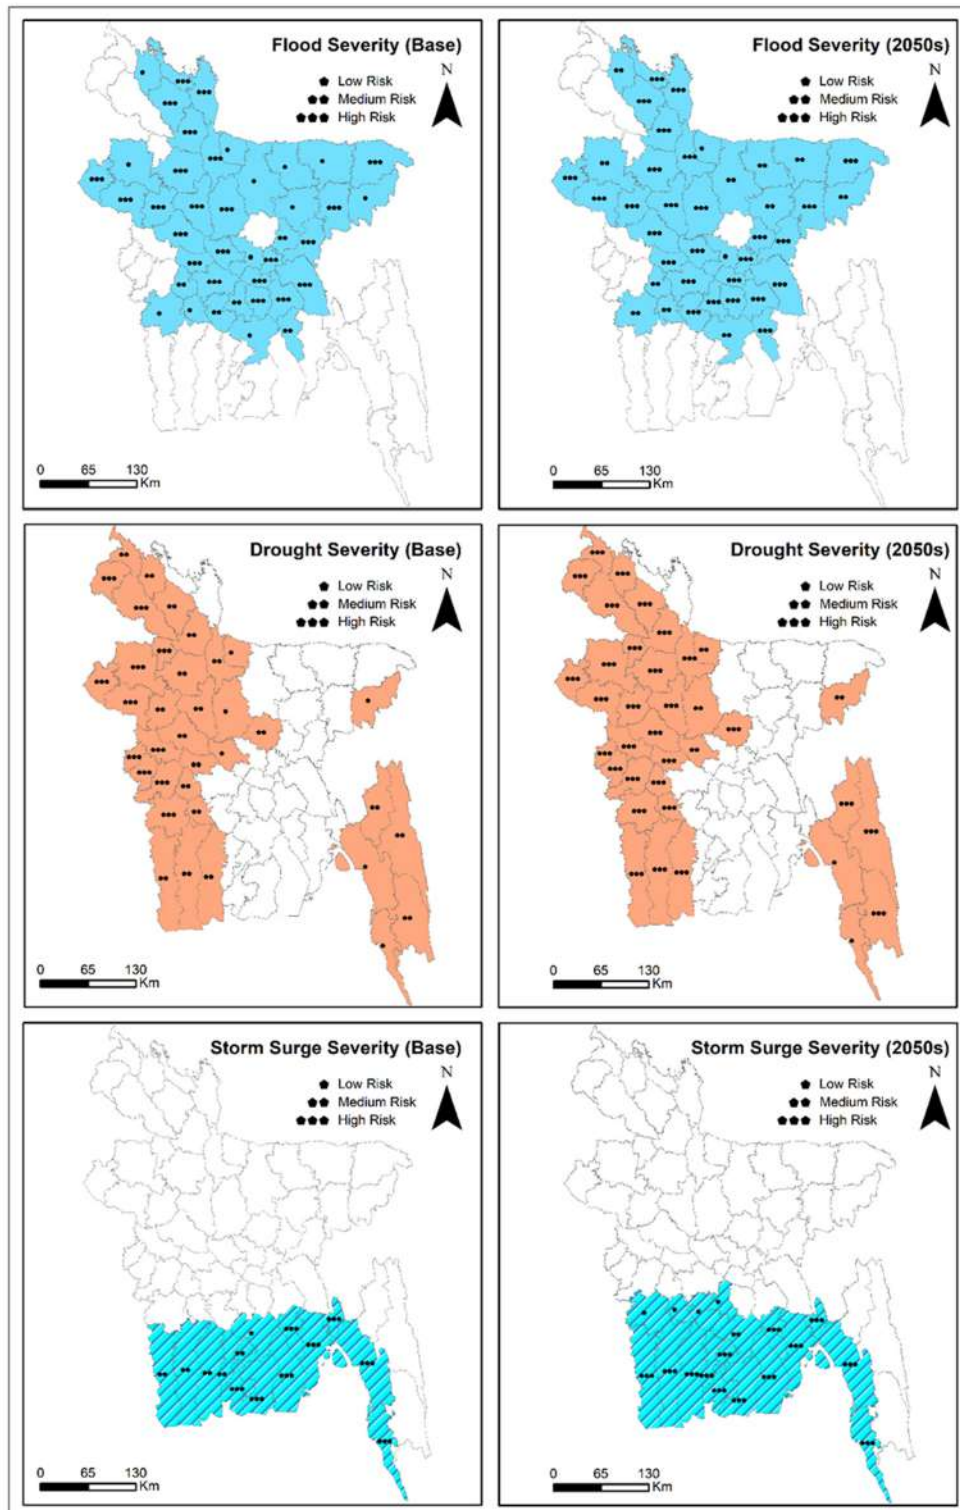 Flood Severity (Base)
N
Low Risk
Medium Risk
High Risk
0 65 130
Km
Flood Severity (2050s)
N
Low Risk
Medium Risk
High Risk
0 65 130
Km
Drought Severity (Base)
N
Low Risk
Medium Risk
High Risk
0 65 130
Km
Drought Severity (2050s)
N
Low Risk
Medium Risk
High Risk
0 65 130
Km
Storm Surge Severity (Base)
N
Low Risk
Medium Risk
High Risk
0 65 130
Km
Storm Surge Severity (2050s)
N
Low Risk
Medium Risk
High Risk
0 65 130
Km